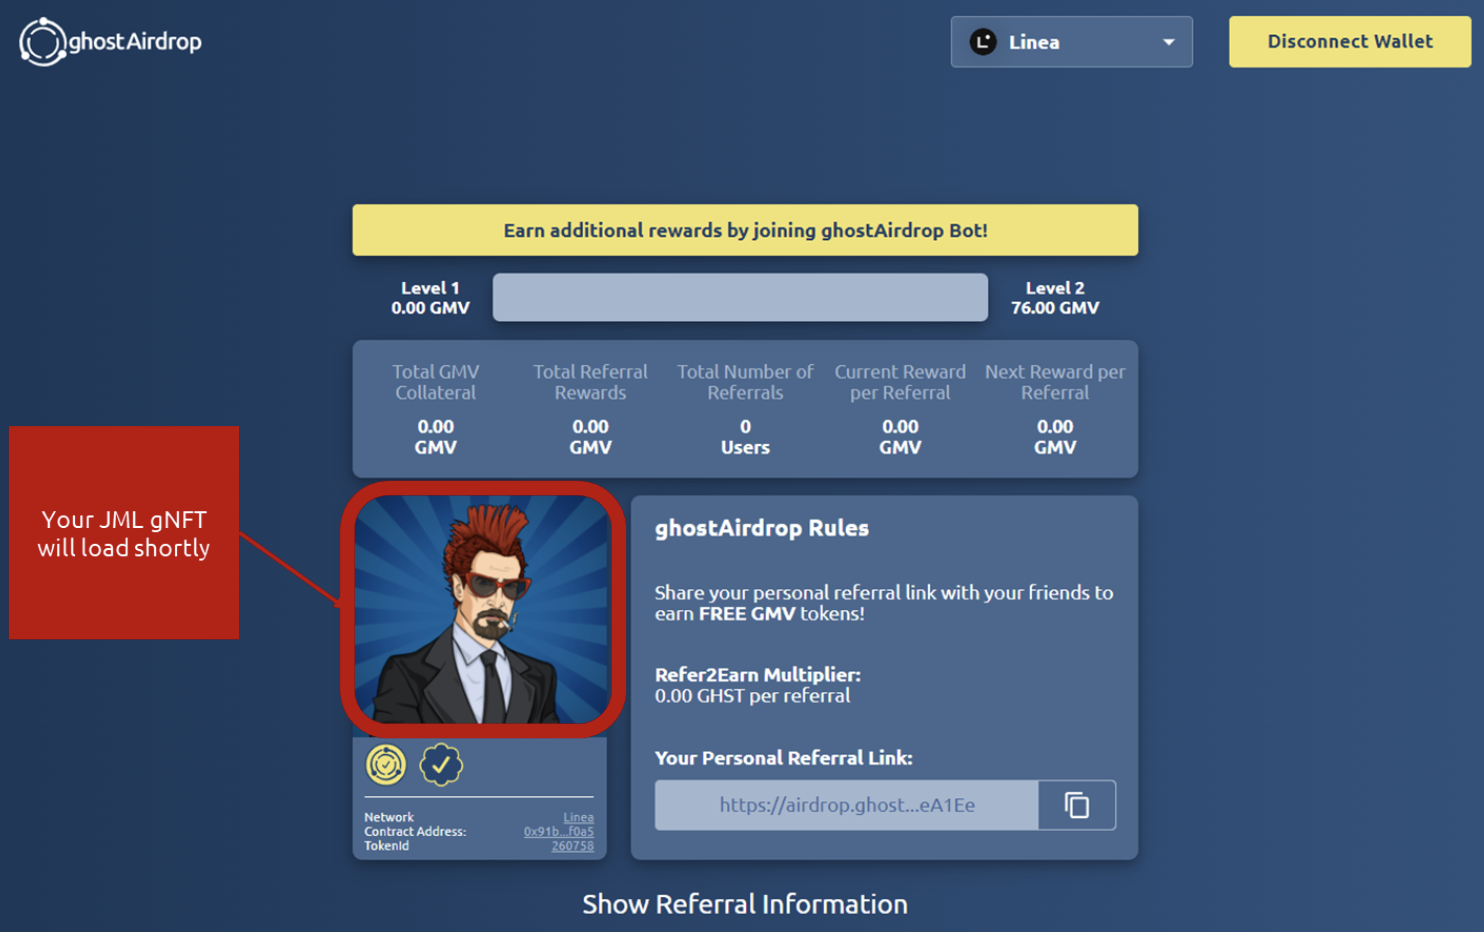 ghostAirdrop
Linea
Disconnect Wallet
Earn additional rewards by joining ghostAirdrop Bot!
Level 1
0.00 GMV
Level 2
76.00 GMV
Total GMV
Collateral
0.00
GMV
Total Referral
Rewards
0.00
GMV
Total Number of
Referrals
0
Users
Current Reward
per Referral
0.00
GMV
Next Reward per
Referral
0.00
GMV
Your JML gNFT
will load shortly
Network
Linea
Contract Address:
0x91b...f0a5
TokenId
260758
ghostAirdrop Rules
Share your personal referral link with your friends to
earn FREE GMV tokens!
Refer2Earn Multiplier:
0.00 GHST per referral
Your Personal Referral Link:
https://airdrop.ghost...eA1Ee
Show Referral Information